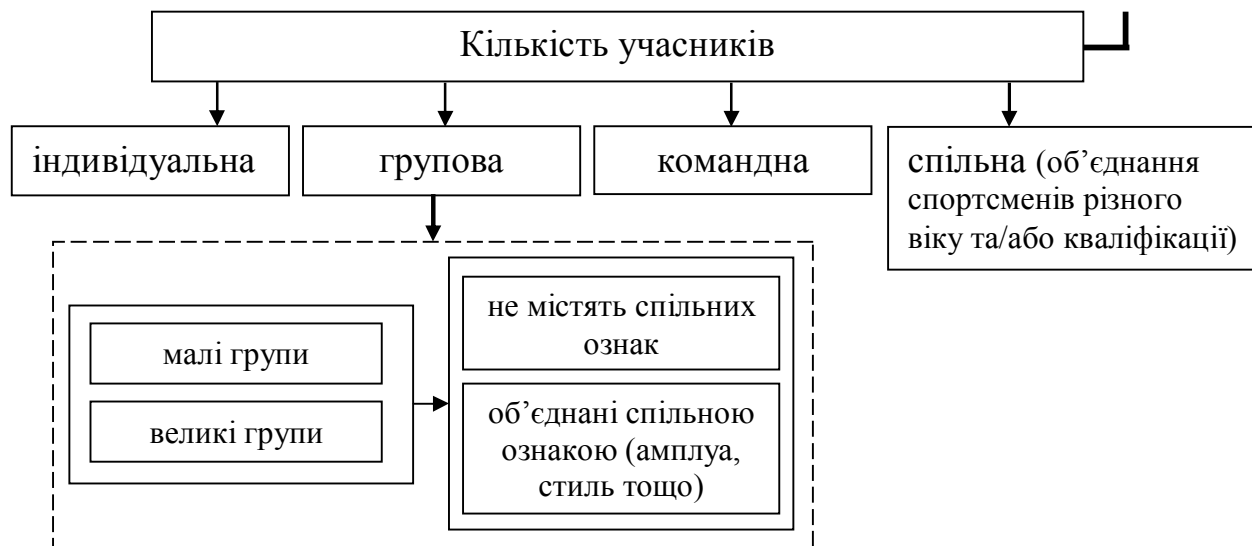 Кількість учасників
індивідуальна
групова
командна
спільна (об’єднання
спортсменів різного
віку та/або кваліфікації)
малі групи
великі групи
не містять спільних
ознак
об’єднані спільною
ознакою (амплуа,
стиль тощо)